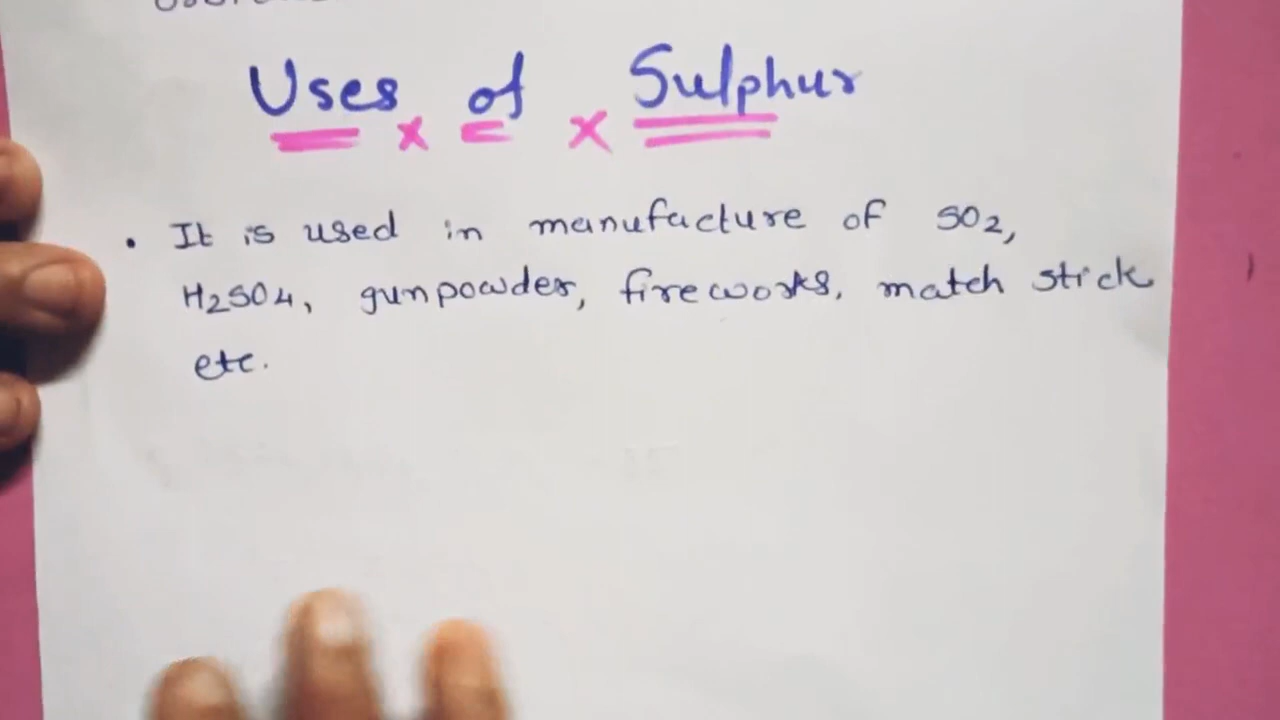 Uses of Sulphur
• It is used in manufacture of SO2,
H2SO4, gunpowder, fireworks, match stick
etc.